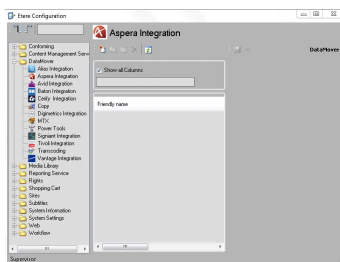 Etere Configuration
Aspera Integration
DataMover
Conforming
Content Management Serv
DataMover
Alias Integration
Aspera Integration
Avid Integration
Baton Integration
Cerify Integration
Copy
Digimetrics Integration
MTX
Power Tools
Signiant Integration
Tivoli Integration
Transcoding
Vantage Integration
Media Library
Reporting Service
Rights
Shopping Cart
Sites
Subtitles
System Information
System Settings
Web
Workflow
Show all Columns
Friendly name
Supervisor